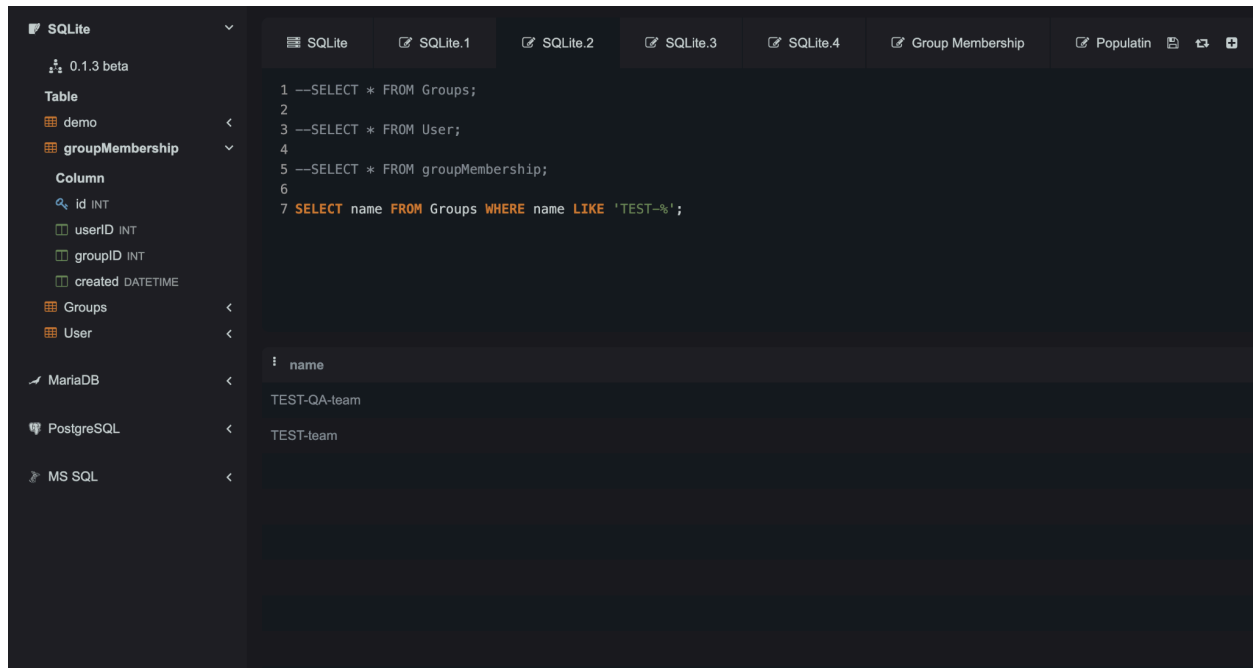 SQLite
0.1.3 beta
Table
demo
groupMembership
Column
id INT
userID INT
groupID INT
created DATETIME
Groups
User
MariaDB
PostgreSQL
MS SQL
SQLite SQLite.1 SQLite.2 SQLite.3 SQLite.4 Group Membership Populatin
1 --SELECT * FROM Groups;
2
3 --SELECT * FROM User;
4
5 --SELECT * FROM groupMembership;
6
7 SELECT name FROM Groups WHERE name LIKE 'TEST-%';
name
TEST-QA-team
TEST-team